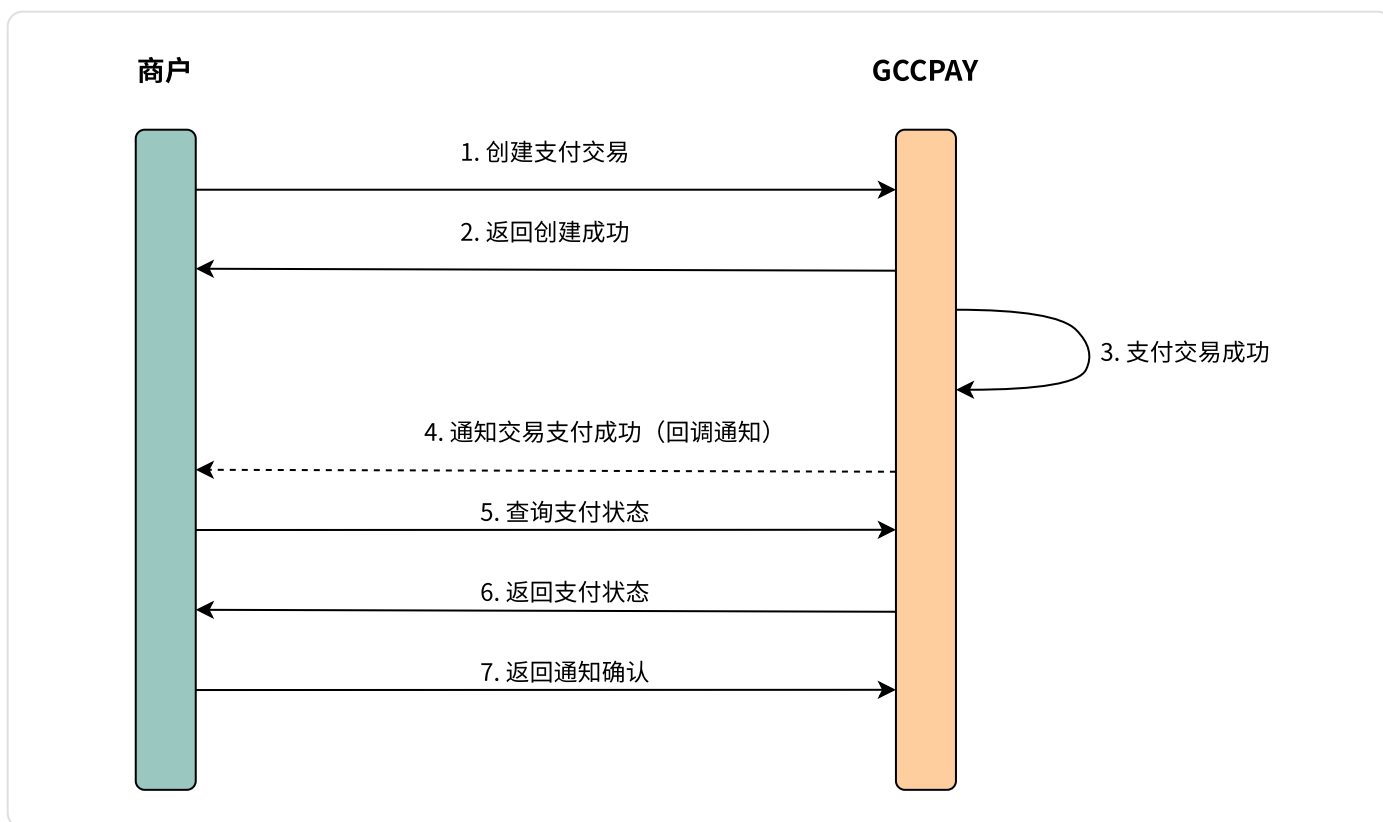 商户
GCCPAY
1. 创建支付交易
2. 返回创建成功
3. 支付交易成功
4. 通知交易支付成功（回调通知）
5. 查询支付状态
6. 返回支付状态
7. 返回通知确认